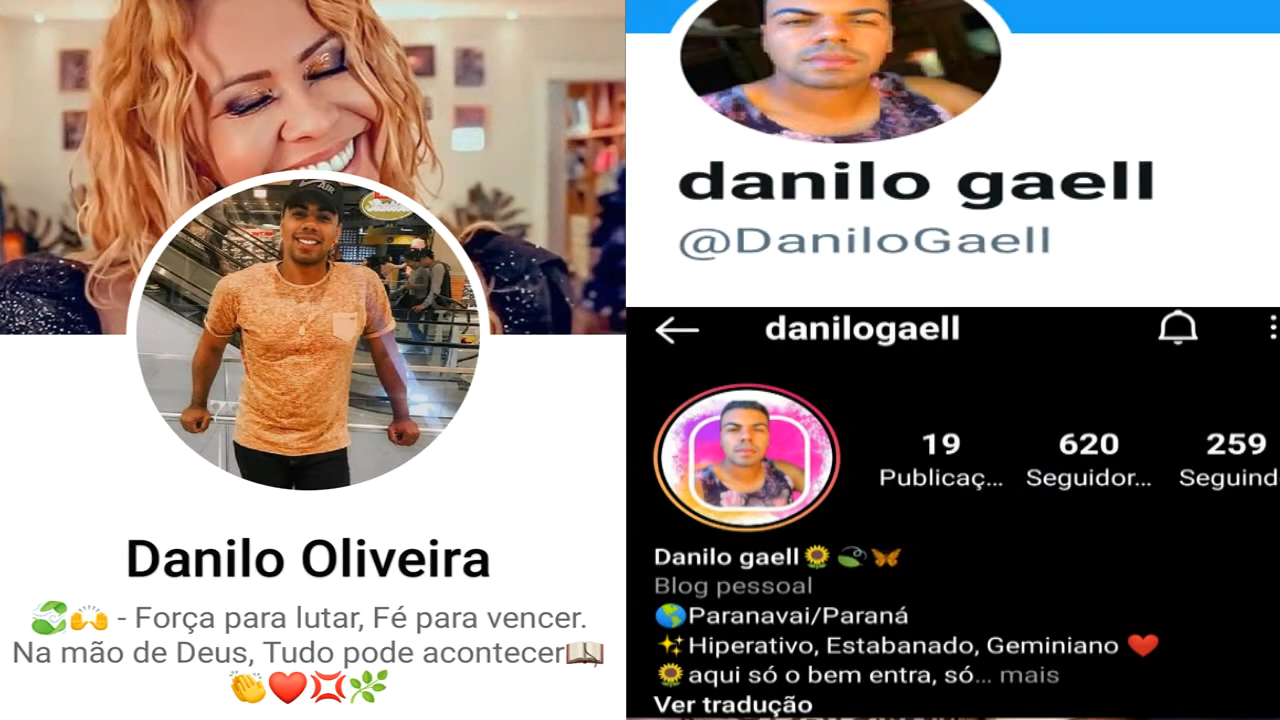 AIR
Danilo Oliveira
- Força para lutar, Fé para vencer.
Na mão de Deus, Tudo pode acontecer
danilo gaell
@DaniloGaell
danilogaell
19 620 259
Publicaç... Seguidor... Seguind
Danilo gaell
Blog pessoal
Paranavai/Paraná
Hiperativo, Estabanado, Geminiano
aqui só o bem entra, só... mais
Ver tradução